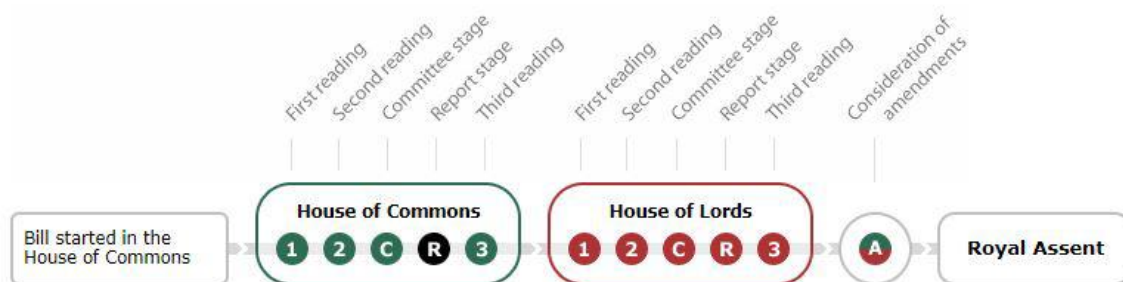 First reading
Second reading
Committee stage
Report stage
Third reading
First reading
Second reading
Committee stage
Report stage
Third reading
Consideration of
amendments
Bill started in the
House of Commons
House of Commons
1 2 C R 3
House of Lords
1 2 C R 3
A
Royal Assent